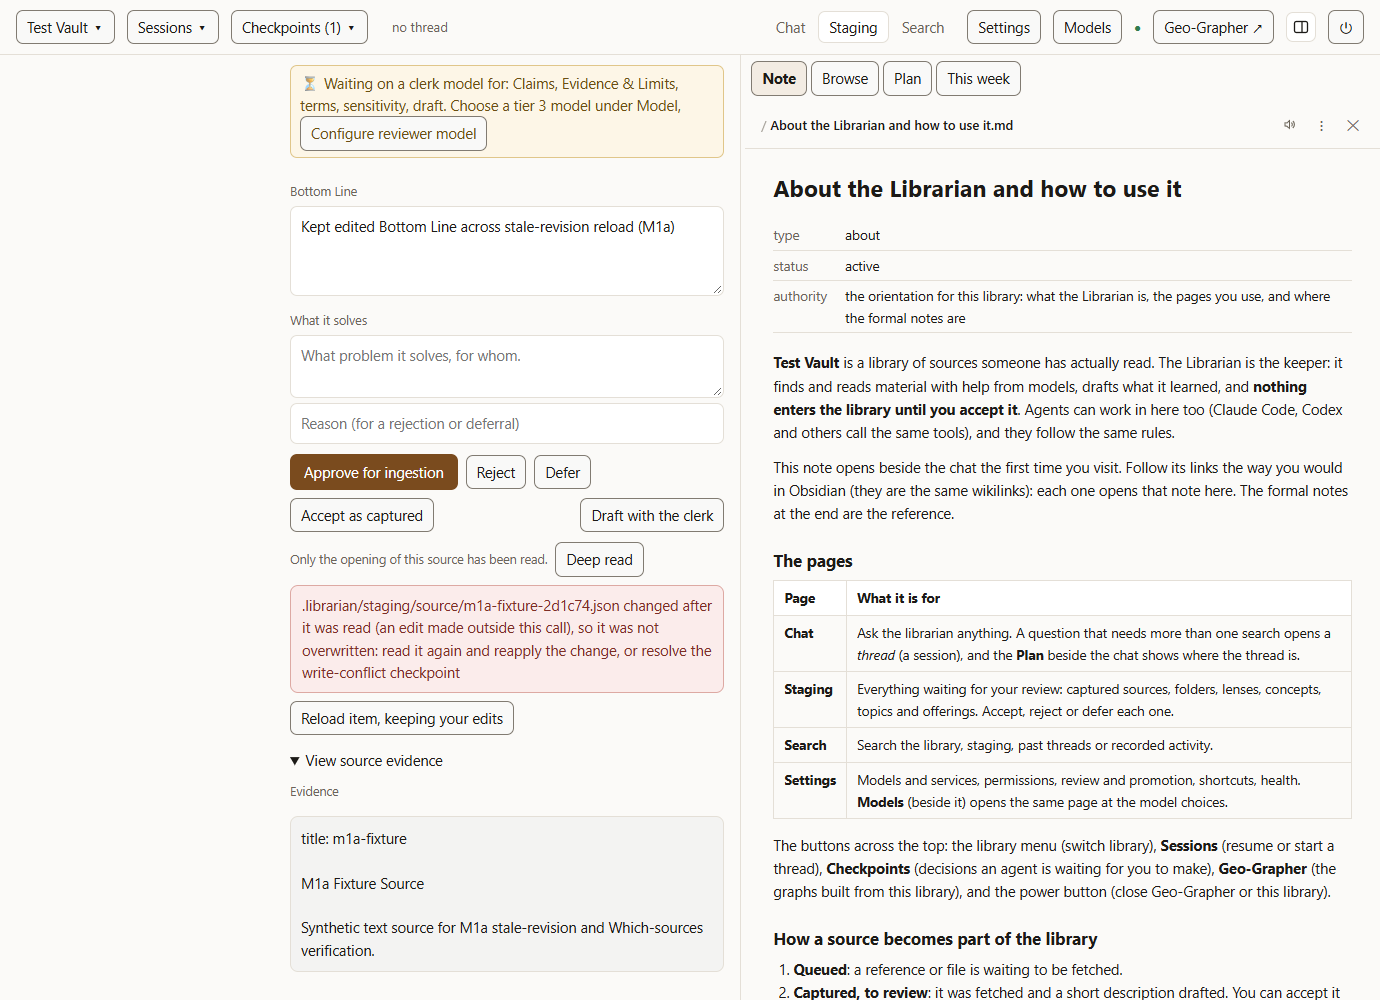 Test Vault ▾
Sessions ▾
Checkpoints (1) ▾
no thread
Chat
Staging
Search
Settings
Models
Geo-Grapher ↗
⏳ Waiting on a clerk model for: Claims, Evidence & Limits,
terms, sensitivity, draft. Choose a tier 3 model under Model,
Configure reviewer model
Bottom Line
Kept edited Bottom Line across stale-revision reload (M1a)
What it solves
What problem it solves, for whom.
Reason (for a rejection or deferral)
Approve for ingestion
Reject
Defer
Accept as captured
Draft with the clerk
Only the opening of this source has been read.
Deep read
.librarian/staging/source/m1a-fixture-2d1c74.json changed after
it was read (an edit made outside this call), so it was not
overwritten: read it again and reapply the change, or resolve the
write-conflict checkpoint
Reload item, keeping your edits
▼ View source evidence
Evidence
title: m1a-fixture
M1a Fixture Source
Synthetic text source for M1a stale-revision and Which-sources
verification.
Note
Browse
Plan
This week
/ About the Librarian and how to use it.md
About the Librarian and how to use it
type about
status active
authority the orientation for this library: what the Librarian is, the pages you use, and where
the formal notes are
Test Vault is a library of sources someone has actually read. The Librarian is the keeper: it
finds and reads material with help from models, drafts what it learned, and nothing
enters the library until you accept it. Agents can work in here too (Claude Code, Codex
and others call the same tools), and they follow the same rules.
This note opens beside the chat the first time you visit. Follow its links the way you would
in Obsidian (they are the same wikilinks): each one opens that note here. The formal notes
at the end are the reference.
The pages
Page What it is for
Chat Ask the librarian anything. A question that needs more than one search opens a
thread (a session), and the Plan beside the chat shows where the thread is.
Staging Everything waiting for your review: captured sources, folders, lenses, concepts,
topics and offerings. Accept, reject or defer each one.
Search Search the library, staging, past threads or recorded activity.
Settings Models and services, permissions, review and promotion, shortcuts, health.
Models (beside it) opens the same page at the model choices.
The buttons across the top: the library menu (switch library), Sessions (resume or start a
thread), Checkpoints (decisions an agent is waiting for you to make), Geo-Grapher (the
graphs built from this library), and the power button (close Geo-Grapher or this library).
How a source becomes part of the library
1. Queued: a reference or file is waiting to be fetched.
2. Captured, to review: it was fetched and a short description drafted. You can accept it